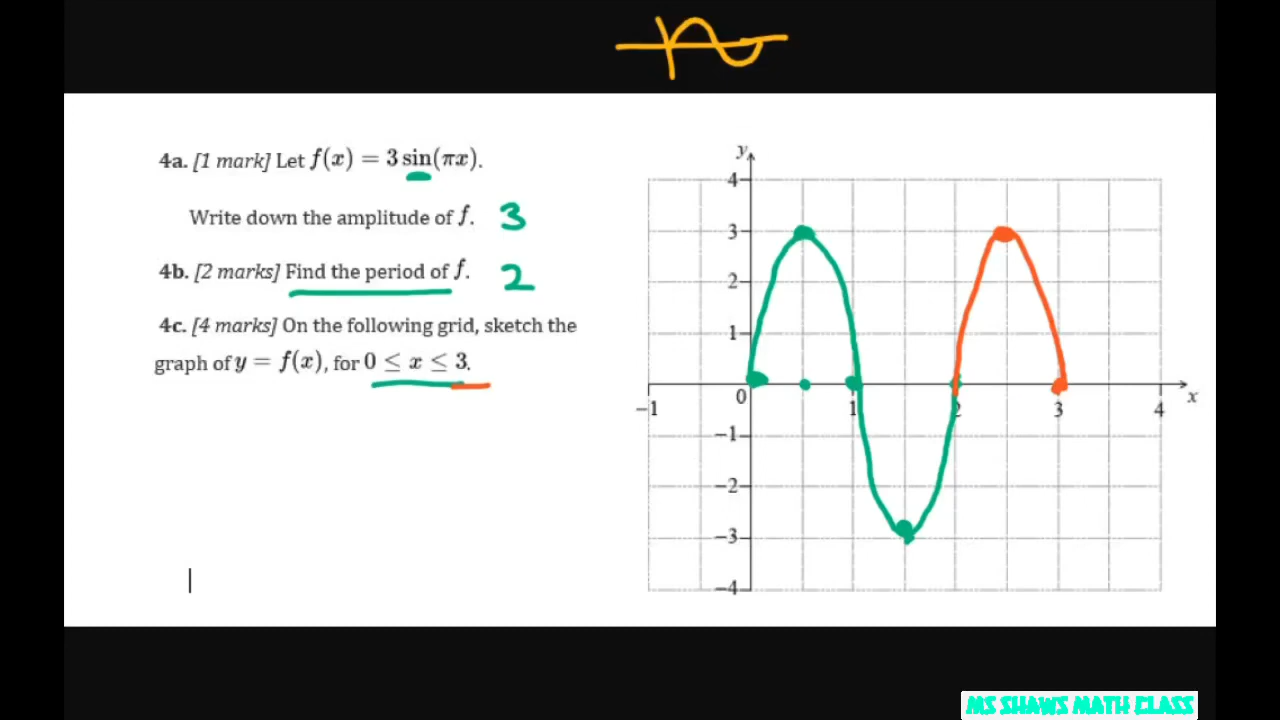 4a. [1 mark] Let f(x) = 3 sin(πx).
Write down the amplitude of f. 3
4b. [2 marks] Find the period of f. 2
4c. [4 marks] On the following grid, sketch the
graph of y = f(x), for 0 ≤ x ≤ 3.
y
4
3
2
1
0
−1 1 2 3 4 x
−1
−2
−3
−4
MS SHAWS MATH CLASS